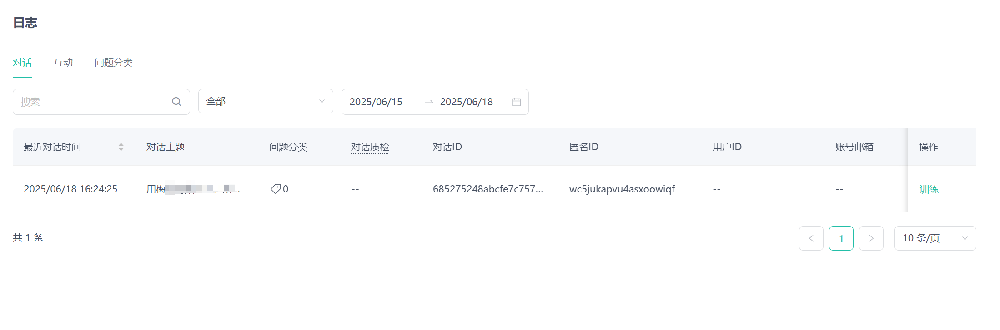 日志
对话 互动 问题分类
搜索 全部 2025/06/15 → 2025/06/18
最近对话时间 对话主题 问题分类 对话质检 对话ID 匿名ID 用户ID 账号邮箱 操作
2025/06/18 16:24:25 用梅 ... 0 -- 685275248abcfe7c757... wc5jukapvu4asxoowiqf -- -- 训练
共 1 条 < 1 > 10 条/页